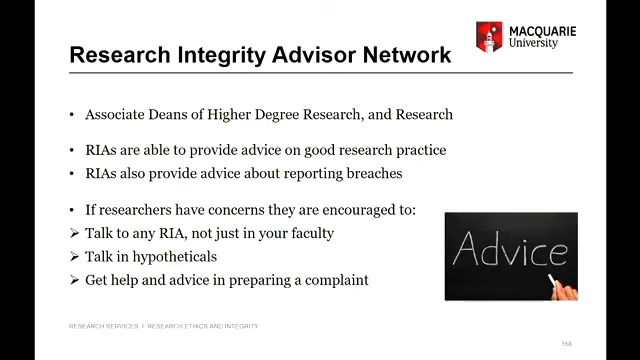 MACQUARIE
University
Research Integrity Advisor Network
• Associate Deans of Higher Degree Research, and Research
• RIAs are able to provide advice on good research practice
• RIAs also provide advice about reporting breaches
• If researchers have concerns they are encouraged to:
➢ Talk to any RIA, not just in your faculty
➢ Talk in hypotheticals
➢ Get help and advice in preparing a complaint
Advice
RESEARCH SERVICES I RESEARCH ETHICS AND INTEGRITY
158